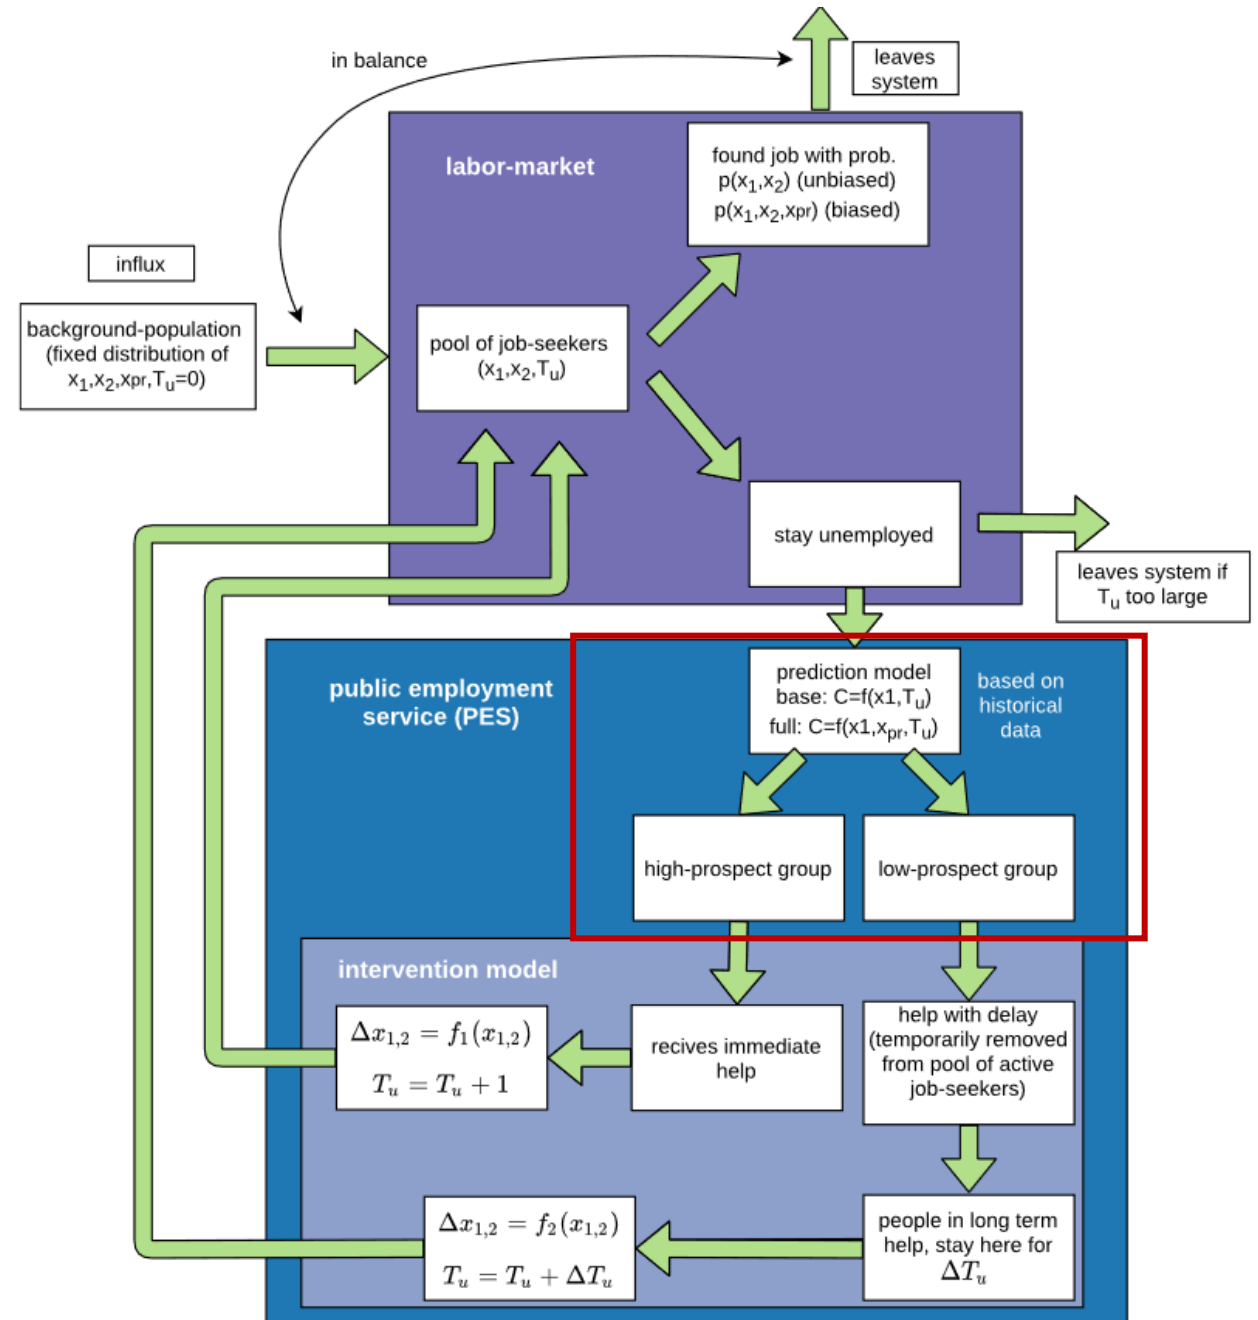 in balance
leaves
system
labor-market
found job with prob.
p(x₁,x₂) (unbiased)
p(x₁,x₂,xpr) (biased)
influx
background-population
(fixed distribution of
x₁,x₂,xpr,Tᵤ=0)
pool of job-seekers
(x₁,x₂,Tᵤ)
stay unemployed
leaves system if
Tᵤ too large
public employment
service (PES)
prediction model
base: C=f(x1,Tᵤ)
full: C=f(x1,xₚᵣ,Tᵤ)
based on
historical
data
high-prospect group
low-prospect group
intervention model
Δx₁,₂ = f₁(x₁,₂)
Tᵤ = Tᵤ + 1
recives immediate
help
help with delay
(temporarily removed
from pool of active
job-seekers)
Δx₁,₂ = f₂(x₁,₂)
Tᵤ = Tᵤ + ΔTᵤ
people in long term
help, stay here for
ΔTᵤ